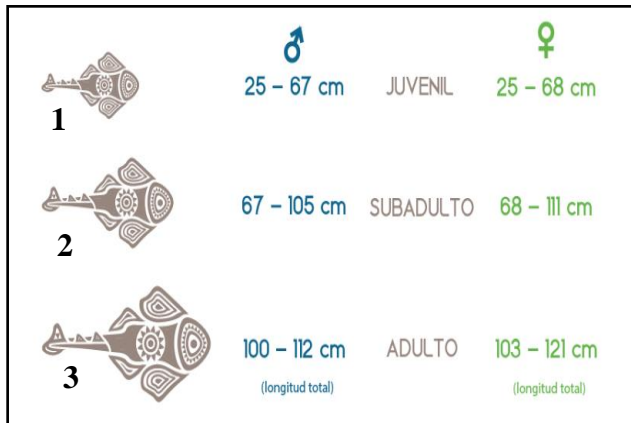 ♂ ♀
25 – 67 cm JUVENIL 25 – 68 cm
1
67 – 105 cm SUBADULTO 68 – 111 cm
2
100 – 112 cm ADULTO 103 – 121 cm
3
(longitud total) (longitud total)